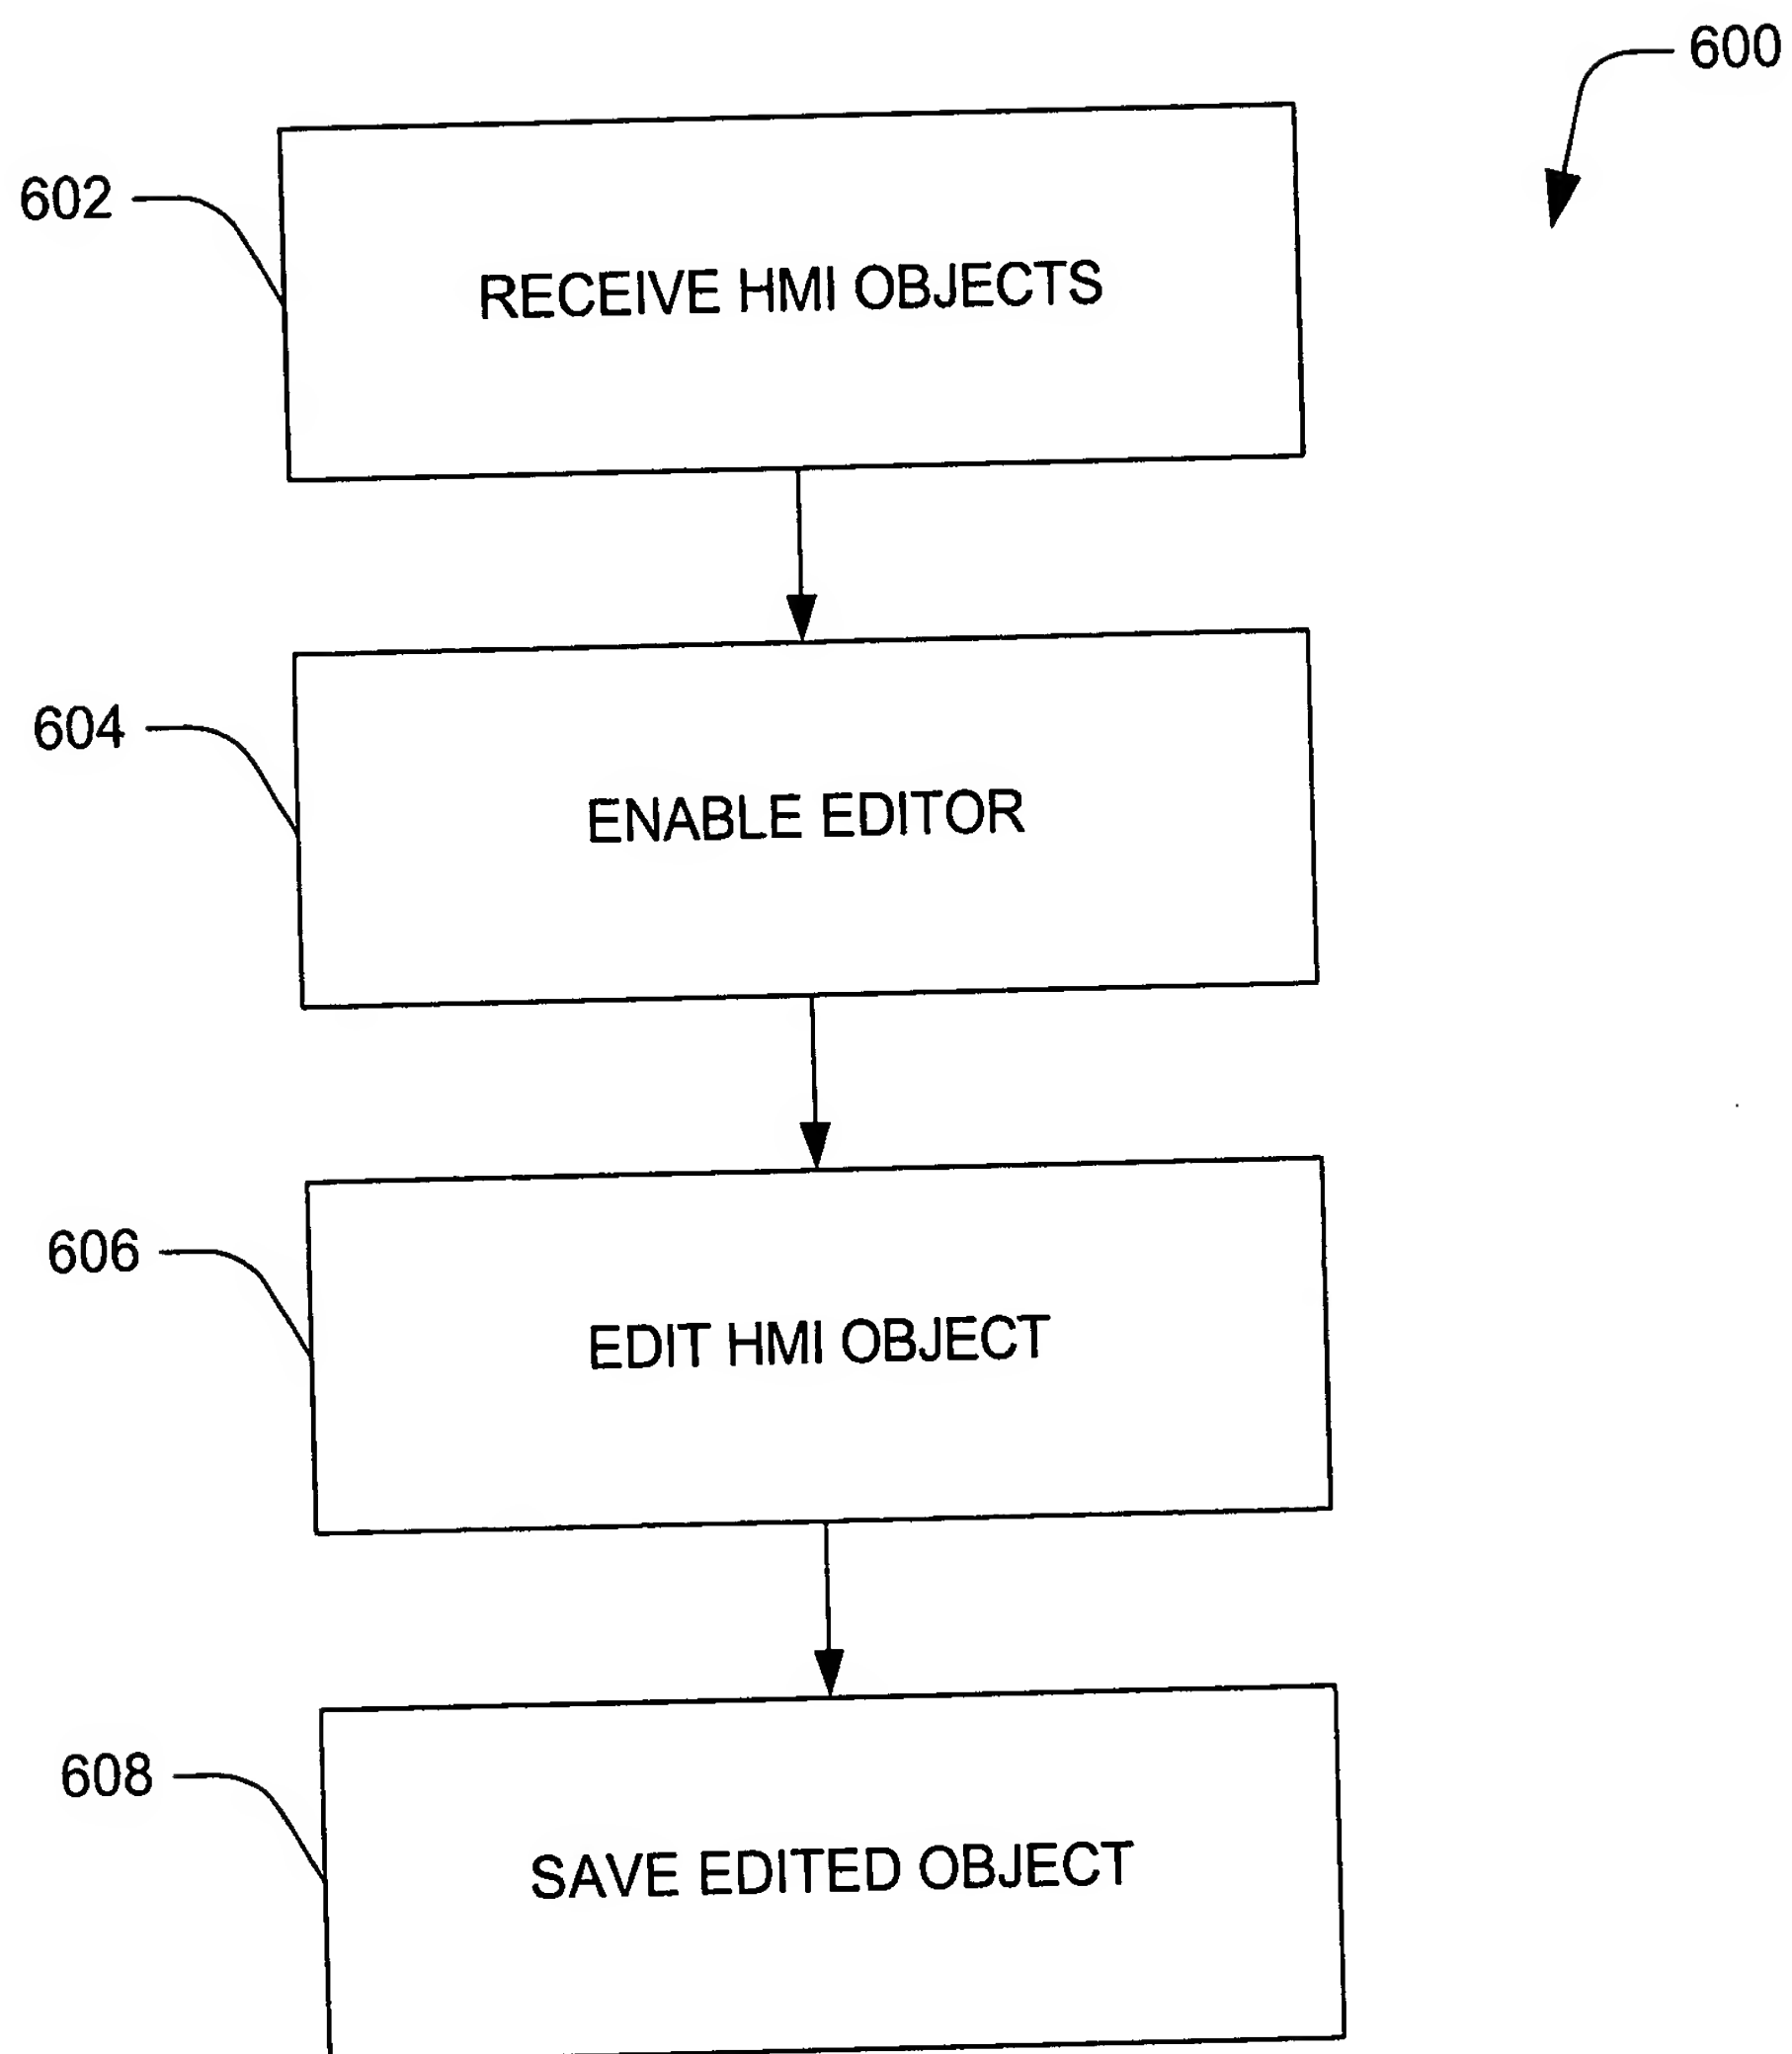 600
602
RECEIVE HMI OBJECTS
604
ENABLE EDITOR
606
EDIT HMI OBJECT
608
SAVE EDITED OBJECT